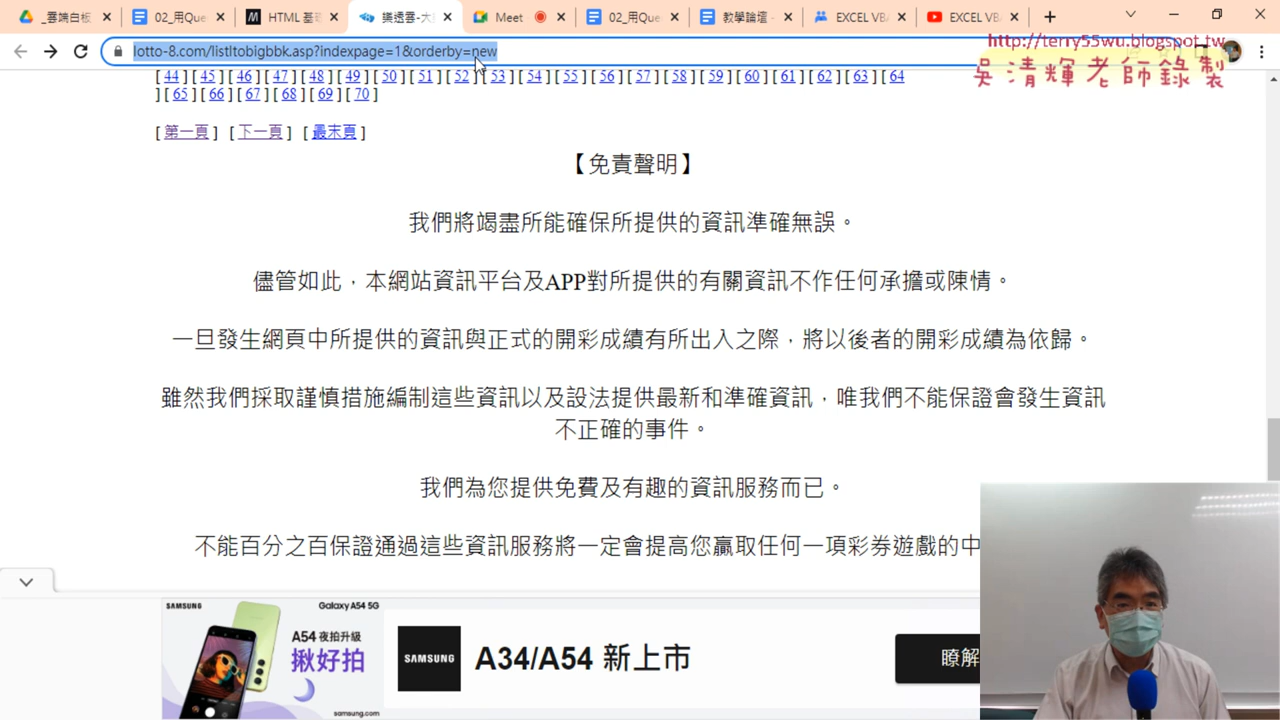 _雲端白板
02_用Que
HTML 基礎
樂透雲-大
Meet
02_用Que
教學論壇 -
EXCEL VBA
EXCEL VB
lotto-8.com/listltobigbbk.asp?indexpage=1&orderby=new
http://terry55wu.blogspot.tw
吳清輝老師錄製
[ 44 ][ 45 ][ 46 ][ 47 ][ 48 ][ 49 ][ 50 ][ 51 ][ 52 ][ 53 ][ 54 ][ 55 ][ 56 ][ 57 ][ 58 ][ 59 ][ 60 ][ 61 ][ 62 ][ 63 ][ 64
][ 65 ][ 66 ][ 67 ][ 68 ][ 69 ][ 70 ]
[ 第一頁 ] [ 下一頁 ] [ 最末頁 ]
【免責聲明】
我們將竭盡所能確保所提供的資訊準確無誤。
儘管如此，本網站資訊平台及APP對所提供的有關資訊不作任何承擔或陳情。
一旦發生網頁中所提供的資訊與正式的開彩成績有所出入之際，將以後者的開彩成績為依歸。
雖然我們採取謹慎措施編制這些資訊以及設法提供最新和準確資訊，唯我們不能保證會發生資訊
不正確的事件。
我們為您提供免費及有趣的資訊服務而已。
不能百分之百保證通過這些資訊服務將一定會提高您贏取任何一項彩券遊戲的中
SAMSUNG
Galaxy A54 5G
A54 夜拍升級
揪好拍
samsung.com
SAMSUNG
A34/A54 新上市
瞭解